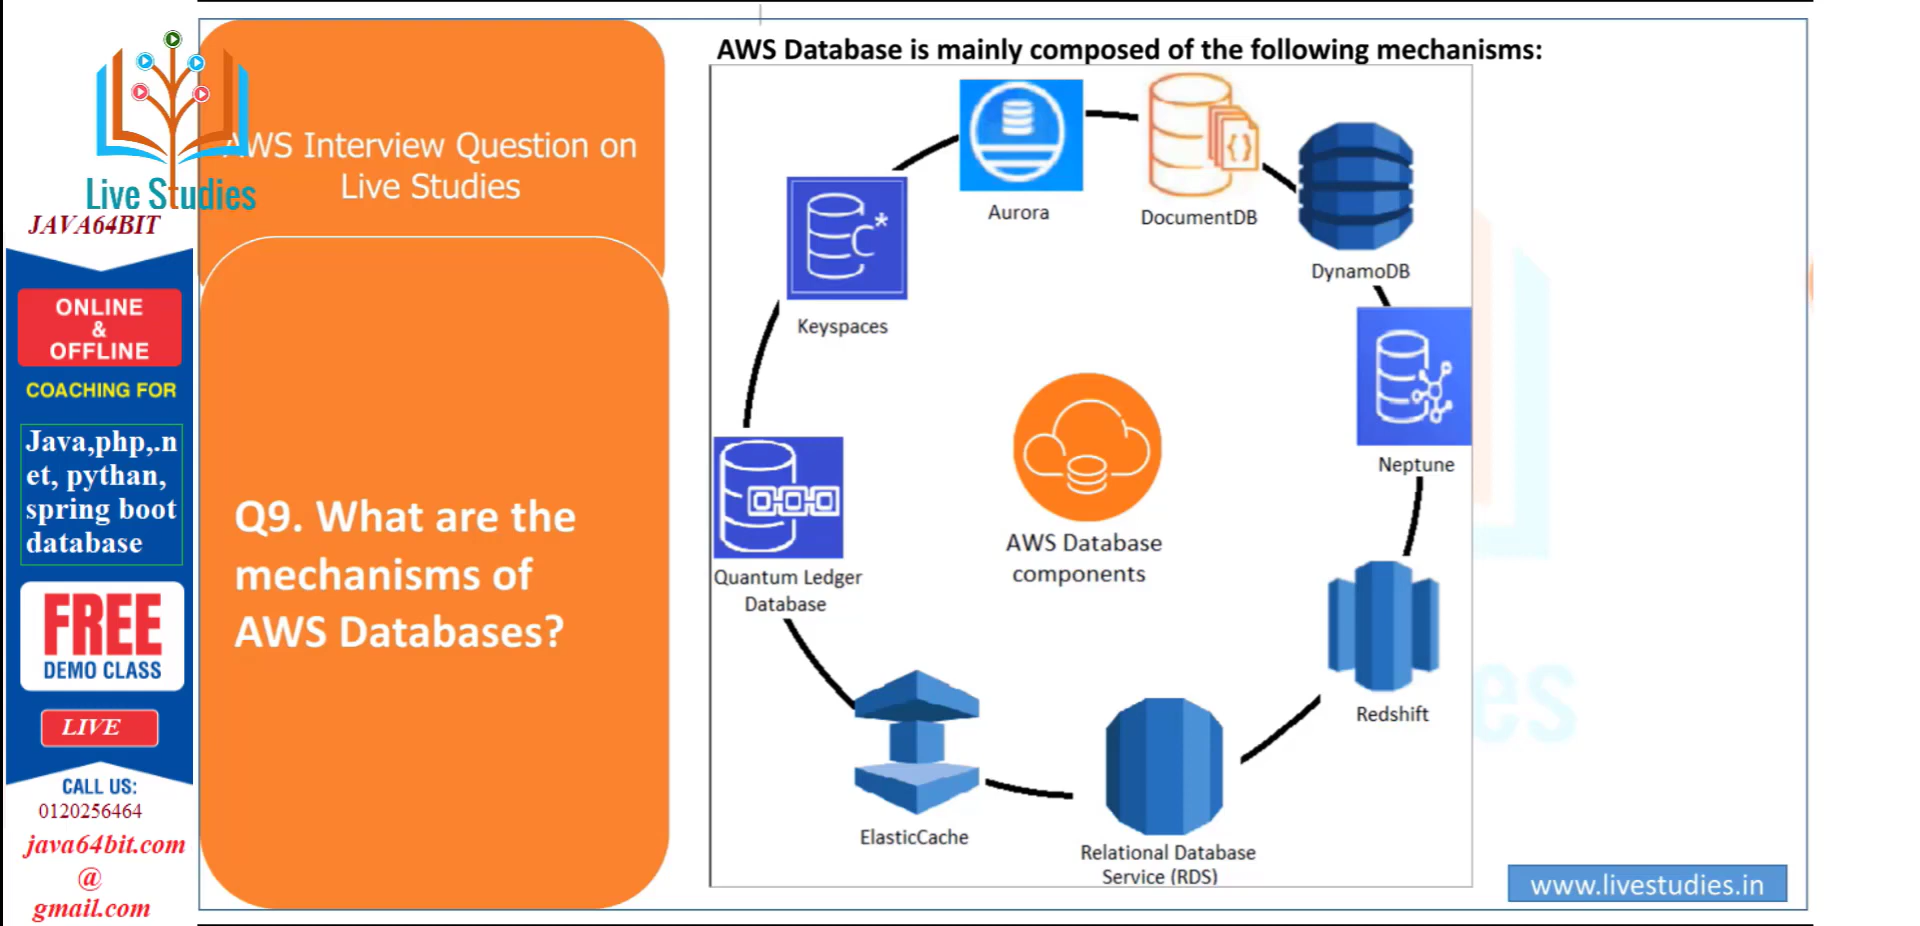 AWS Interview Question on
Live Studies
Live Studies
JAVA64BIT
ONLINE
&
OFFLINE
COACHING FOR
Java,php,.n
et, pythan,
spring boot
database
FREE
DEMO CLASS
LIVE
CALL US:
0120256464
java64bit.com
@
gmail.com
Q9. What are the
mechanisms of
AWS Databases?
AWS Database is mainly composed of the following mechanisms:
Aurora
DocumentDB
DynamoDB
Keyspaces
Neptune
AWS Database
components
Quantum Ledger
Database
Redshift
ElasticCache
Relational Database
Service (RDS)
es
www.livestudies.in